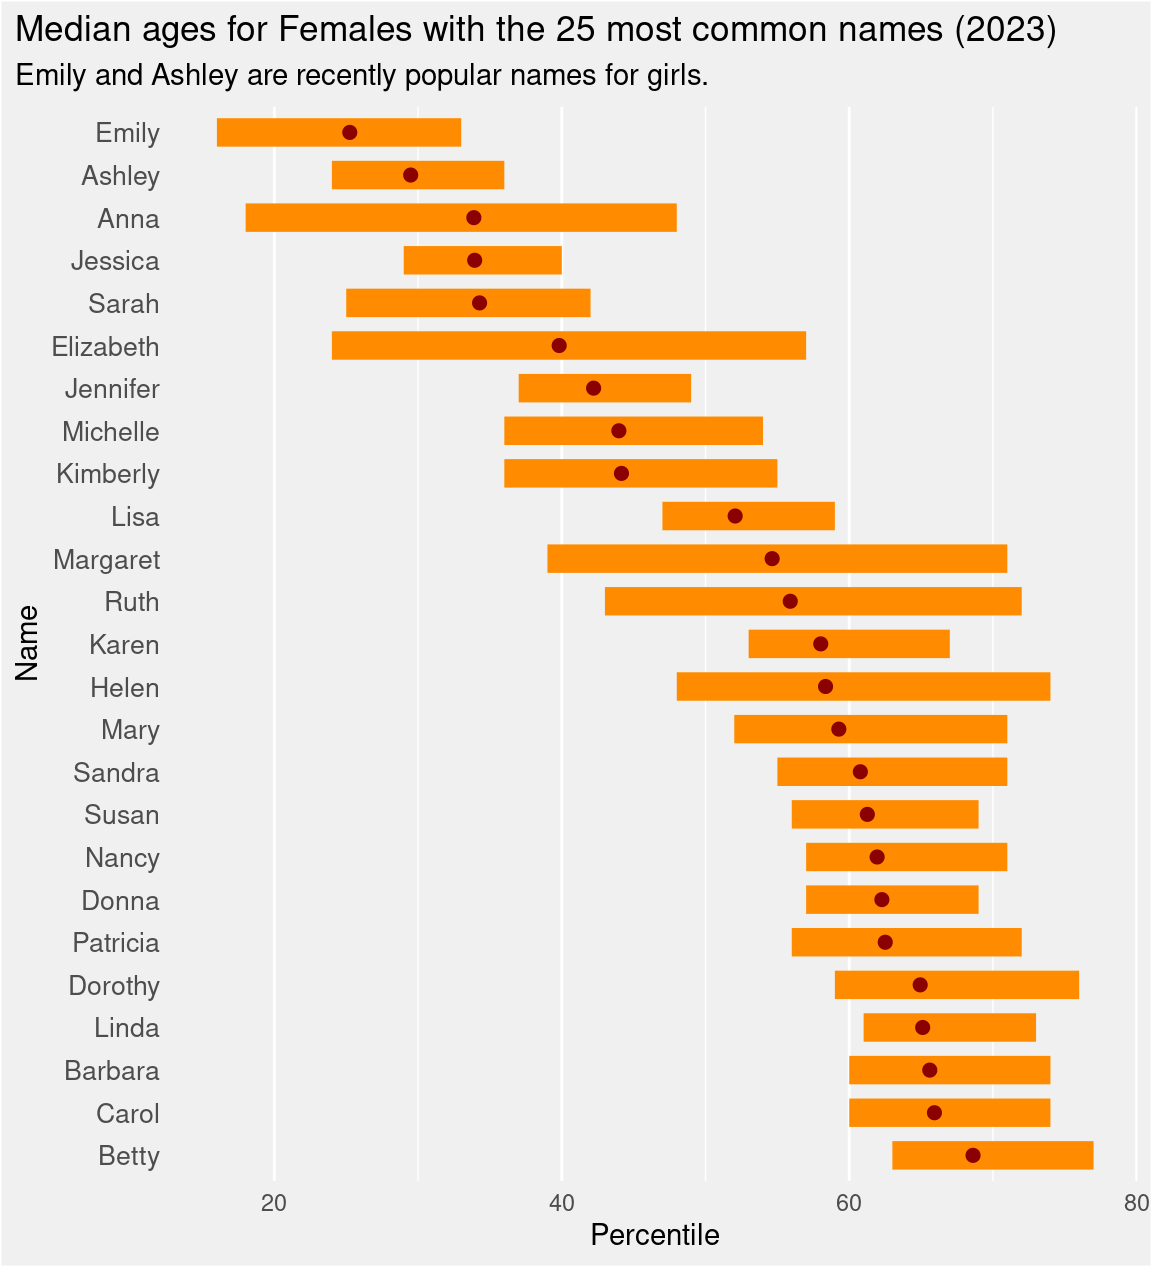 Median ages for Females with the 25 most common names (2023)
Emily and Ashley are recently popular names for girls.
Emily
Ashley
Anna
Jessica
Sarah
Elizabeth
Jennifer
Michelle
Kimberly
Lisa
Margaret
Ruth
Karen
Helen
Mary
Sandra
Susan
Nancy
Donna
Patricia
Dorothy
Linda
Barbara
Carol
Betty
Name
20 40 60 80
Percentile